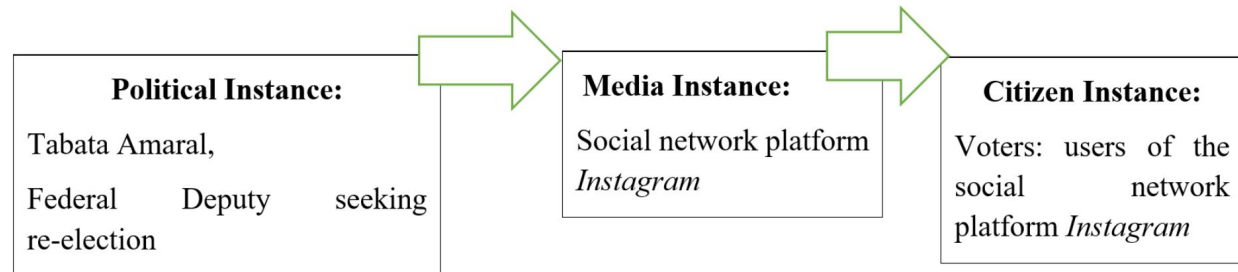 Political Instance:
Tabata Amaral,
Federal Deputy seeking
re-election
Media Instance:
Social network platform
Instagram
Citizen Instance:
Voters: users of the
social network
platform Instagram